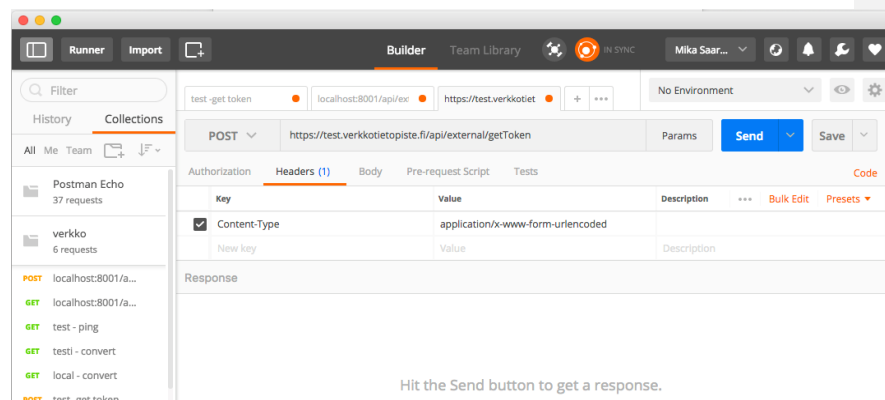 Runner Import Builder Team Library IN SYNC Mika Saar...
Filter
History Collections
All Me Team
Postman Echo
37 requests
verkko
6 requests
POST localhost:8001/a...
GET localhost:8001/a...
GET test - ping
GET testi - convert
GET local - convert
POST test -get token
test -get token localhost:8001/api/ext https://test.verkkotiet + ••• No Environment
POST https://test.verkkotietopiste.fi/api/external/getToken Params Send Save
Authorization Headers (1) Body Pre-request Script Tests Code
Key Value Description ••• Bulk Edit Presets
Content-Type application/x-www-form-urlencoded
New key Value Description
Response
Hit the Send button to get a response.